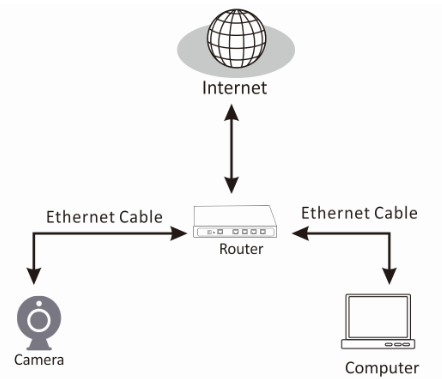 Internet
Ethernet Cable
Ethernet Cable
Router
Camera
Computer